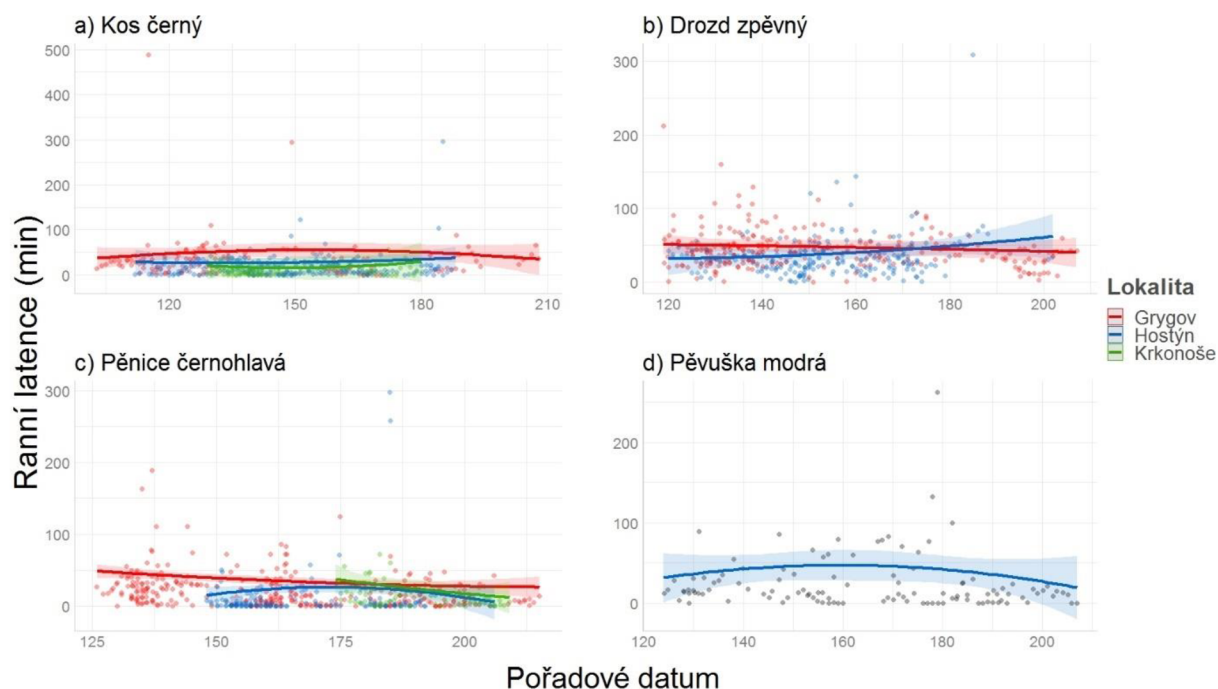 a) Kos černý
500
400
300
200
100
0
120 150 180 210
b) Drozd zpěvný
300
200
100
0
120 140 160 180 200
Lokalita
Grygov
Hostýn
Krkonoše
c) Pěnice černohlavá
300
200
100
0
125 150 175 200
d) Pěvuška modrá
200
100
0
120 140 160 180 200
Ranní latence (min)
Pořadové datum